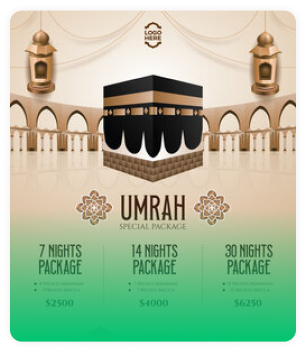 LOGO
HERE
UMRAH
SPECIAL PACKAGE
7 NIGHTS
PACKAGE
$2500
14 NIGHTS
PACKAGE
$4000
30 NIGHTS
PACKAGE
$6250